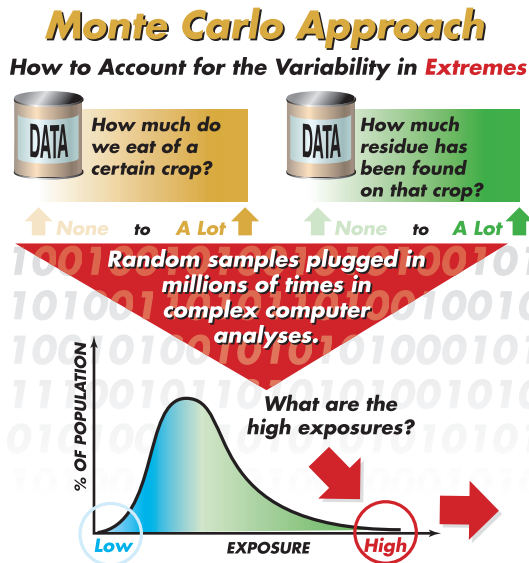 Monte Carlo Approach
How to Account for the Variability in Extremes
DATA
How much do
we eat of a
certain crop?
DATA
How much
residue has
been found
on that crop?
None to A Lot
None to A Lot
Random samples plugged in
millions of times in
complex computer
analyses.
What are the
high exposures?
% OF POPULATION
Low
EXPOSURE
High